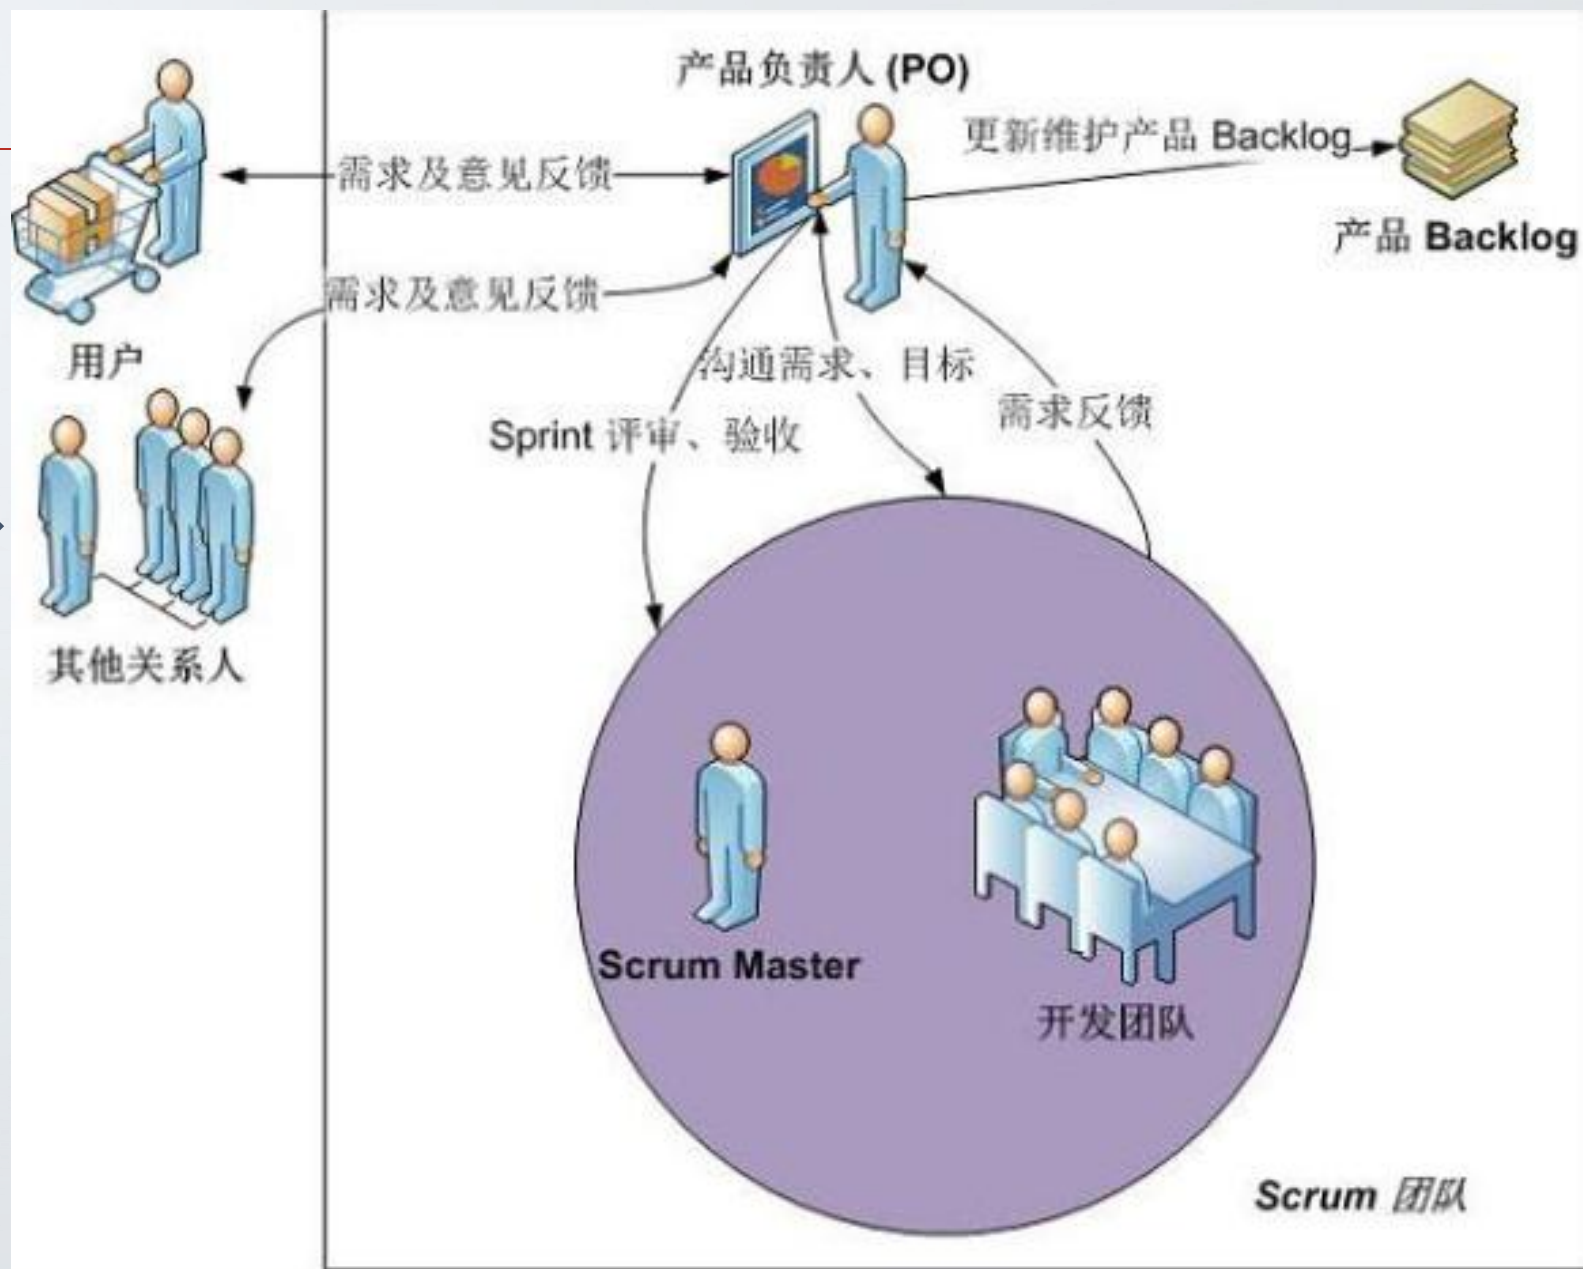 产品负责人 (PO)
更新维护产品 Backlog
需求及意见反馈
产品 Backlog
需求及意见反馈
用户
沟通需求、目标
需求反馈
Sprint 评审、验收
其他关系人
Scrum Master
开发团队
Scrum 团队